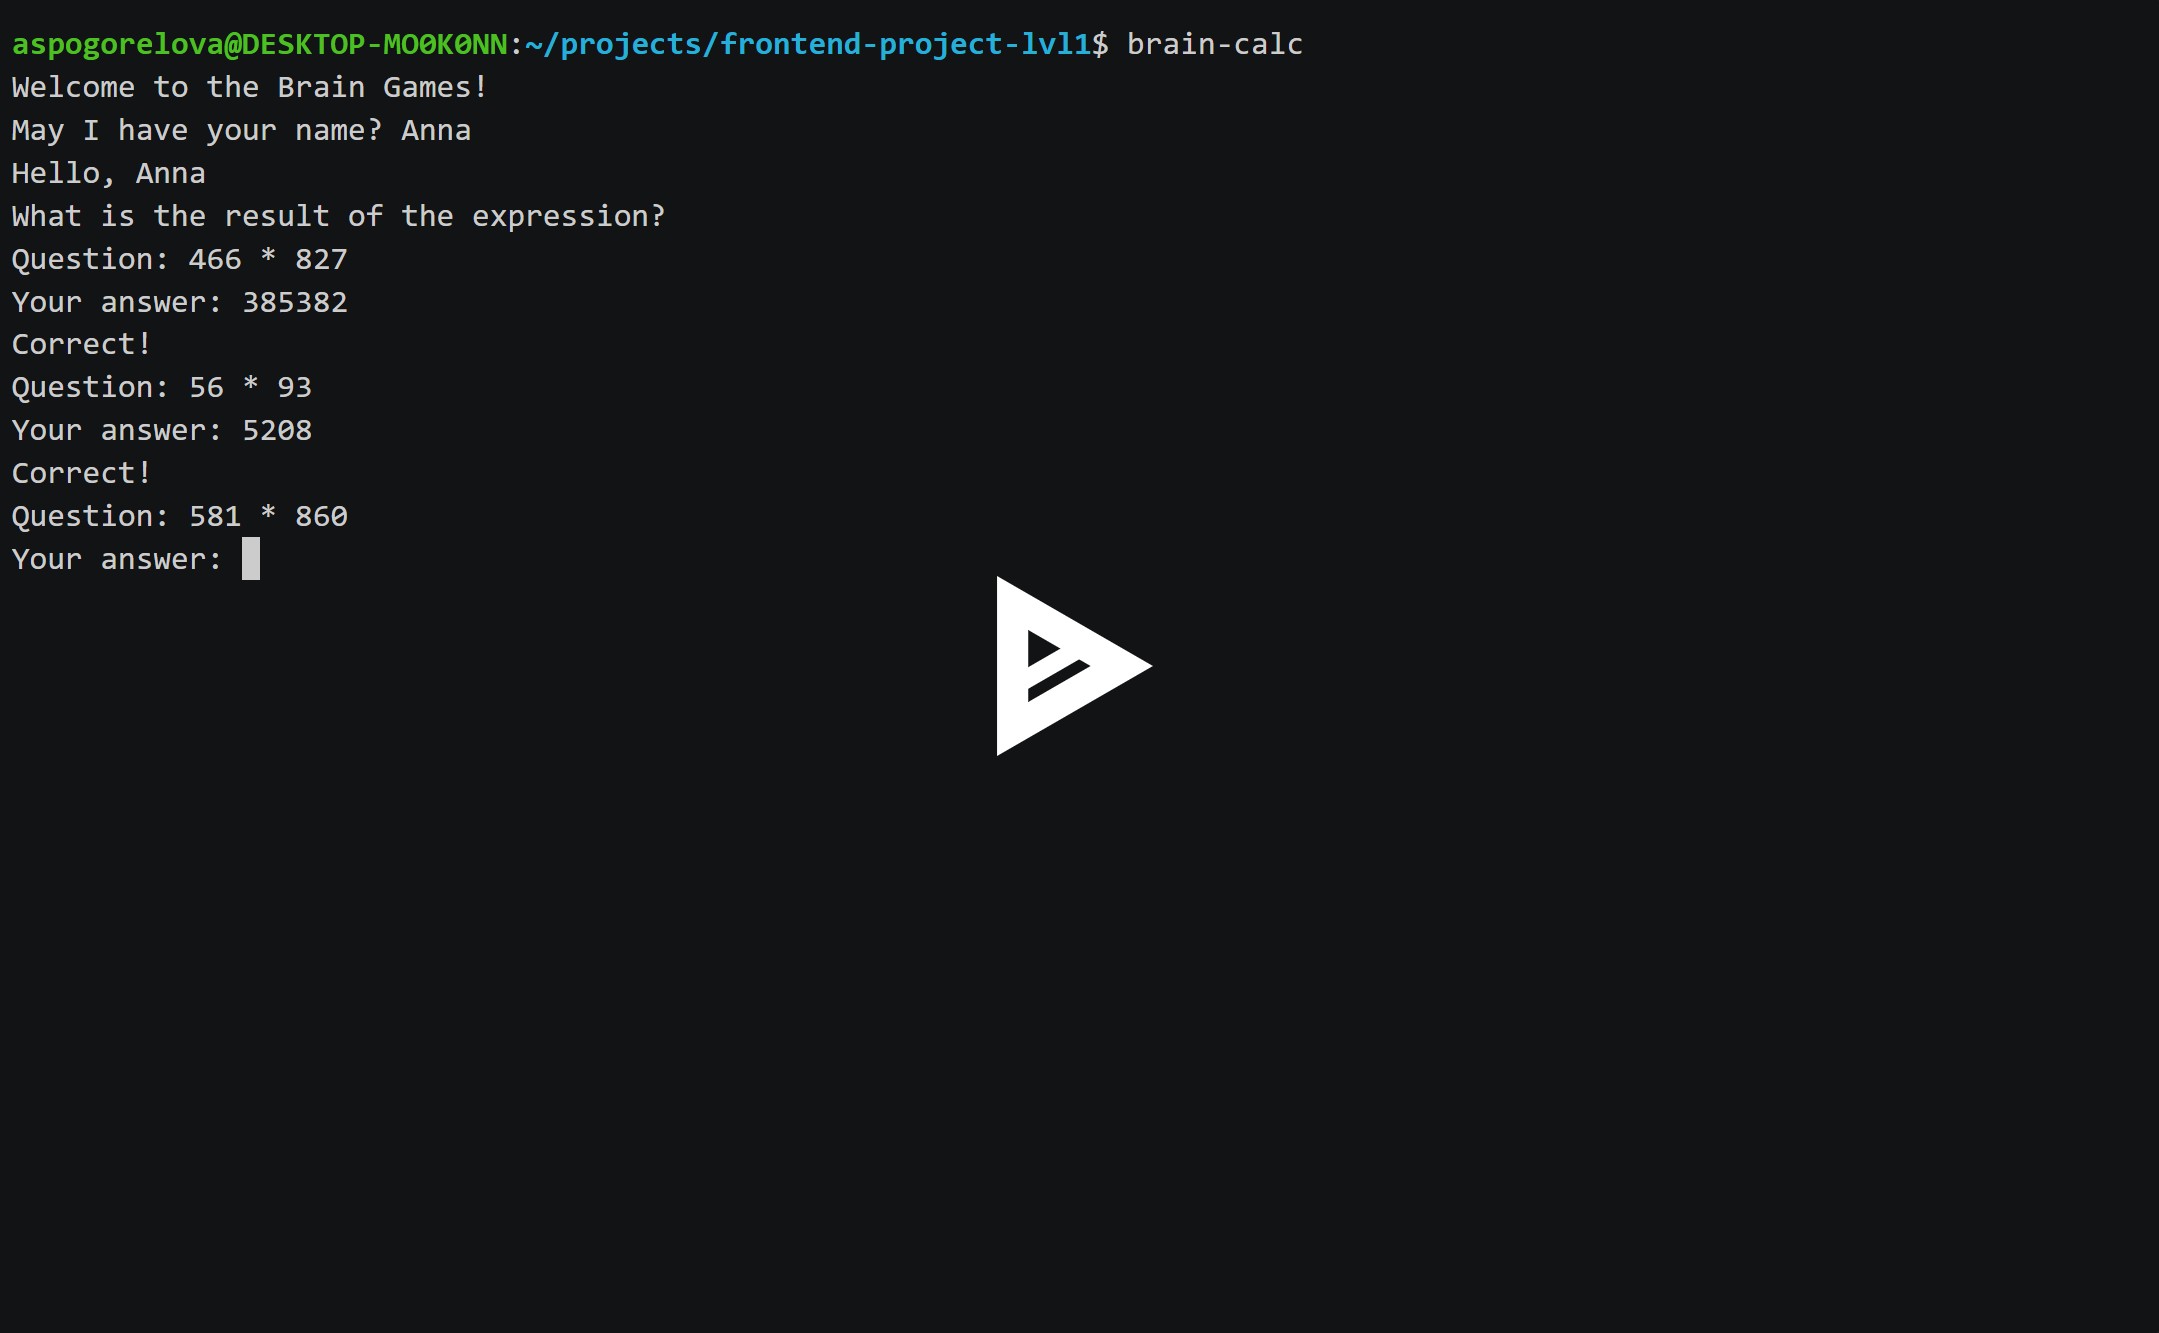 aspogorelova@DESKTOP-MO0K0NN:~/projects/frontend-project-lvl1$ brain-calc
Welcome to the Brain Games!
May I have your name? Anna
Hello, Anna
What is the result of the expression?
Question: 466 * 827
Your answer: 385382
Correct!
Question: 56 * 93
Your answer: 5208
Correct!
Question: 581 * 860
Your answer: